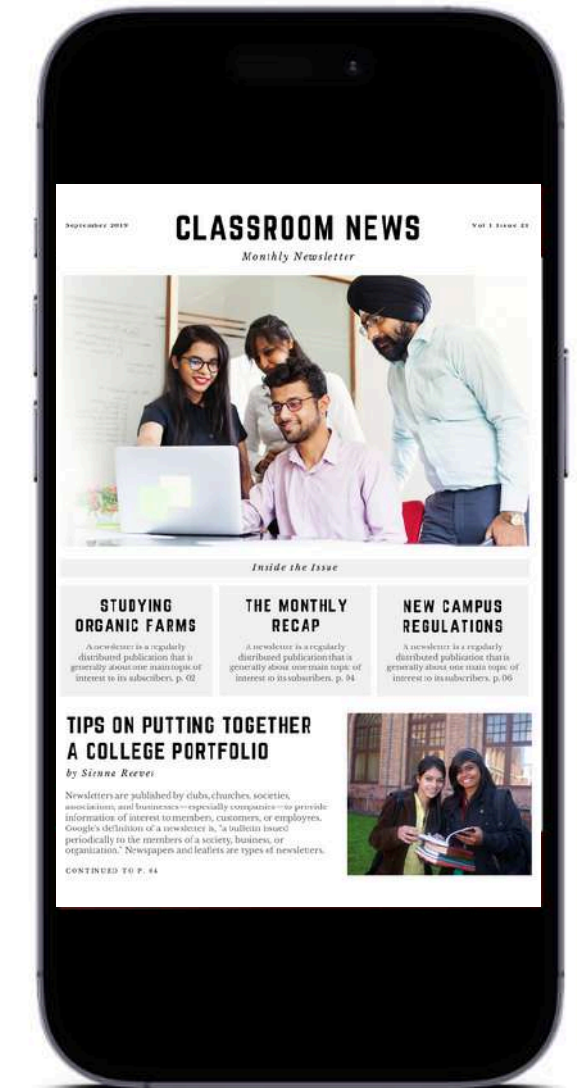 September 2019
CLASSROOM NEWS
Vol 1 Issue 23
Monthly Newsletter
Inside the Issue
STUDYING
ORGANIC FARMS
A newsletter is a regularly
distributed publication that is
generally about one main topic of
interest to its subscribers. p. 02
THE MONTHLY
RECAP
A newsletter is a regularly
distributed publication that is
generally about one main topic of
interest to its subscribers. p. 04
NEW CAMPUS
REGULATIONS
A newsletter is a regularly
distributed publication that is
generally about one main topic of
interest to its subscribers. p. 06
TIPS ON PUTTING TOGETHER
A COLLEGE PORTFOLIO
by Sienna Reeves
Newsletters are published by clubs, churches, societies,
associations, and businesses—especially companies—to provide
information of interest to members, customers, or employees.
Google's definition of a newsletter is, "a bulletin issued
periodically to the members of a society, business, or
organization." Newspapers and leaflets are types of newsletters.
CONTINUED TO P. 04